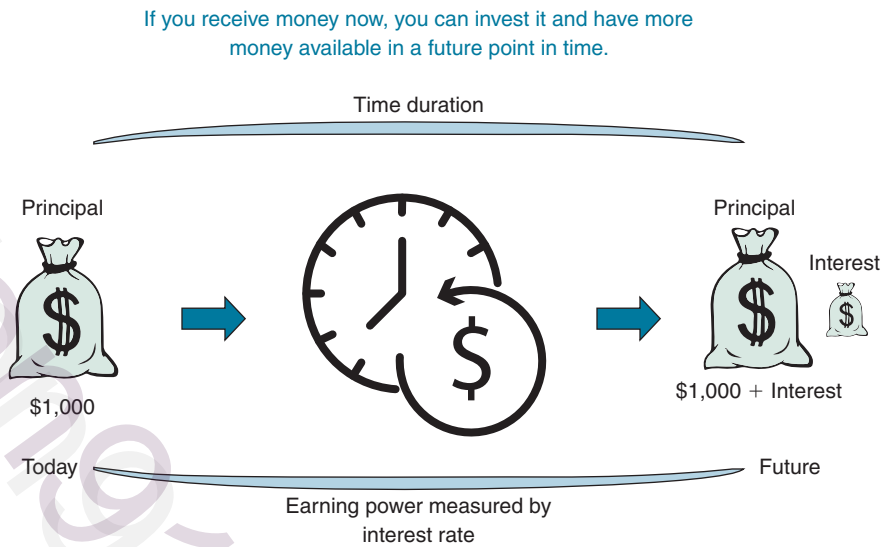 If you receive money now, you can invest it and have more
money available in a future point in time.
Time duration
Principal
Principal
Interest
$
$
$
$
$1,000
$1,000 + Interest
Today
Future
Earning power measured by
interest rate